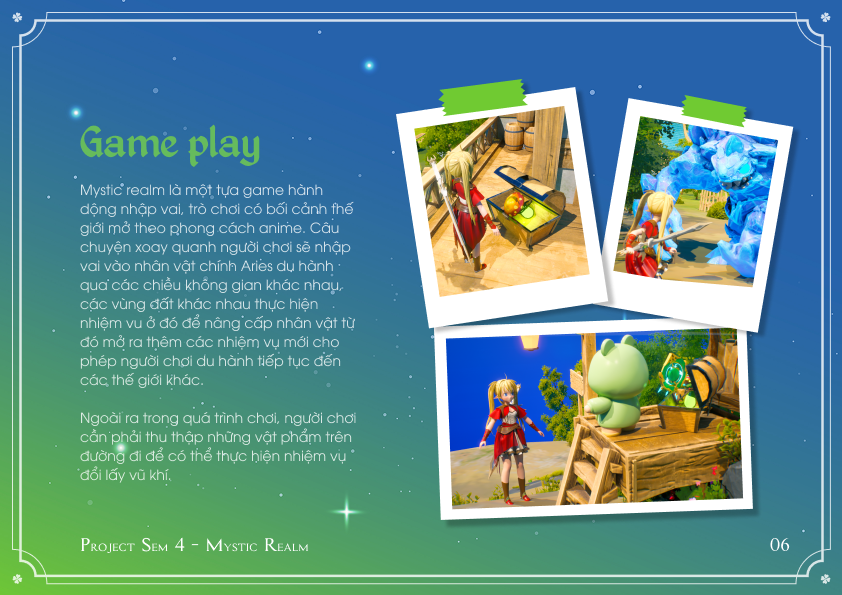 Game play
Mystic realm là một tựa game hành
động nhập vai, trò chơi có bối cảnh thế
giới mở theo phong cách anime. Câu
chuyện xoay quanh người chơi sẽ nhập
vai vào nhân vật chính Aries du hành
qua các chiều không gian khác nhau,
các vùng đất khác nhau thực hiện
nhiệm vụ ở đó để nâng cấp nhân vật từ
đó mở ra thêm các nhiệm vụ mới cho
phép người chơi du hành tiếp tục đến
các thế giới khác.
Ngoài ra trong quá trình chơi, người chơi
cần phải thu thập những vật phẩm trên
đường đi để có thể thực hiện nhiệm vụ
đổi lấy vũ khí.
Project Sem 4 - Mystic Realm
06